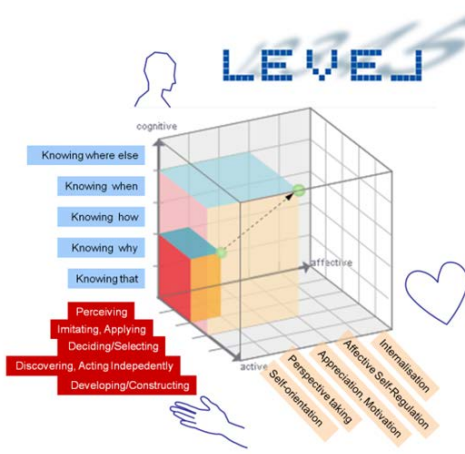 12345
LEVEL
cognitive
Knowing where else
Knowing when
Knowing how
Knowing why
Knowing that
affective
Perceiving
Imitating, Applying
Deciding/Selecting
Discovering, Acting Indepedently
Developing/Constructing
active
Self-orientation
Perspective taking
Appreciation, Motivation
Affective Self-Regulation
Internalisation